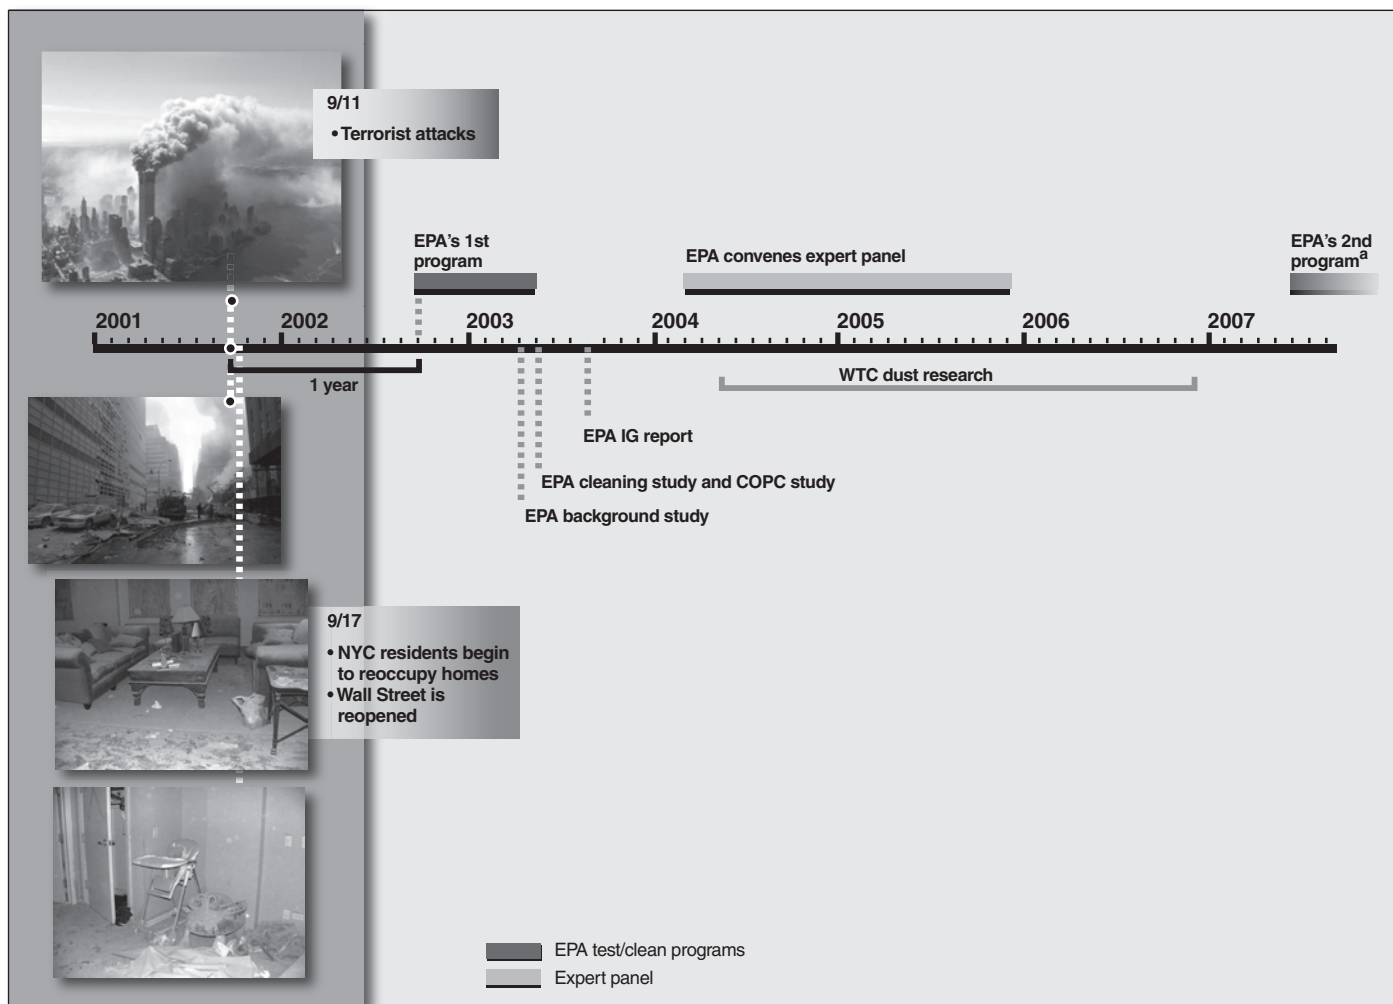 9/11
• Terrorist attacks
EPA's 1st
program
EPA convenes expert panel
EPA's 2nd
programa
2001 2002 2003 2004 2005 2006 2007
1 year
WTC dust research
EPA IG report
EPA cleaning study and COPC study
EPA background study
9/17
• NYC residents begin
to reoccupy homes
• Wall Street is
reopened
EPA test/clean programs
Expert panel